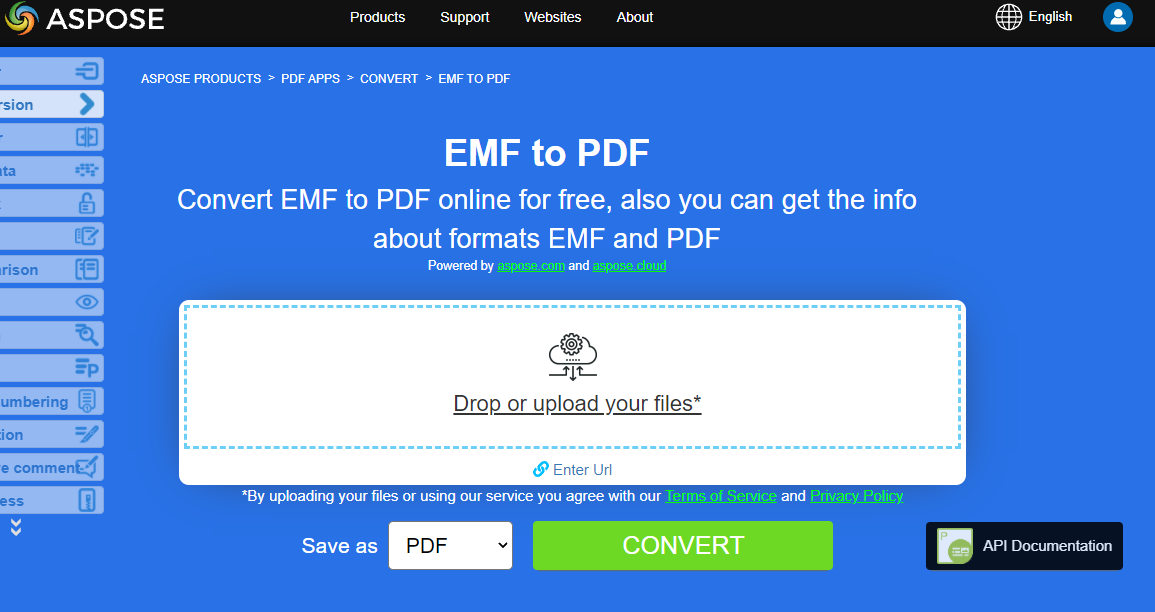 ASPOSE
Products Support Websites About
English
ASPOSE PRODUCTS > PDF APPS > CONVERT > EMF TO PDF
EMF to PDF
Convert EMF to PDF online for free, also you can get the info
about formats EMF and PDF
Powered by aspose.com and aspose.cloud
Drop or upload your files*
Enter Url
*By uploading your files or using our service you agree with our Terms of Service and Privacy Policy
Save as PDF CONVERT
P
API Documentation
rsion
ta
rison
umbering
tion
e comment
ess